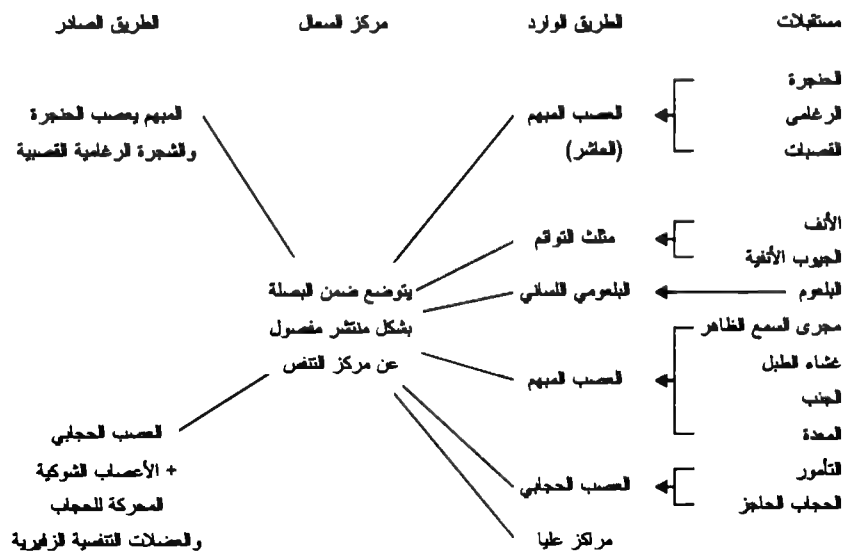 مستقبلات
الطريق الوارد
مركز السعال
الطريق الصادر
الحنجرة
الرغامى
القصبات
العصب المبهم
(العاشر)
المبهم يعصب الحنجرة
والشجرة الرغامية القصبية
الأنف
الجيوب الأنفية
مثلث التوائم
البلعوم
البلعومي اللساني
يتوضع ضمن البصلة
بشكل منتشر مفصول
عن مركز التنفس
مجرى السمع الظاهر
غشاء الطبل
الجنب
المعدة
العصب المبهم
التأمور
الحجاب الحاجز
العصب الحجابي
مراكز عليا
العصب الحجابي
+ الأعصاب الشوكية
المحركة للحجاب
والعضلات التنفسية الزفيرية